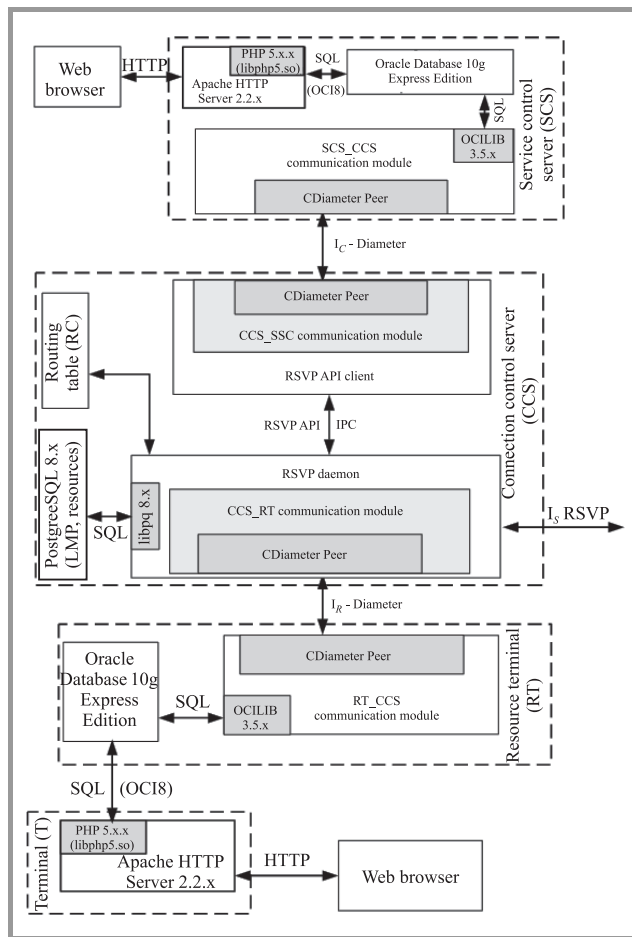 Web
browser
HTTP
PHP 5.x.x
(libphp5.so)
Apache HTTP
Server 2.2.x
SQL
(OCI8)
Oracle Database 10g
Express Edition
SQL
OCILIB
3.5.x
SCS_CCS
communication module
CDiameter Peer
Service control
server (SCS)
I_C - Diameter
CDiameter Peer
CCS_SSC communication module
RSVP API client
Routing
table (RC)
RSVP API
IPC
Connection control server
(CCS)
RSVP daemon
PostgreeSQL 8.x
(LMP, resources)
SQL
libpq 8.x
CCS_RT communication module
CDiameter Peer
I_S RSVP
I_R - Diameter
Oracle
Database 10g
Express
Edition
SQL
CDiameter Peer
OCILIB
3.5.x
RT_CCS
communication module
Resource terminal
(RT)
SQL
(OCI8)
Terminal (T)
PHP 5.x.x
(libphp5.so)
Apache HTTP
Server 2.2.x
HTTP
Web browser